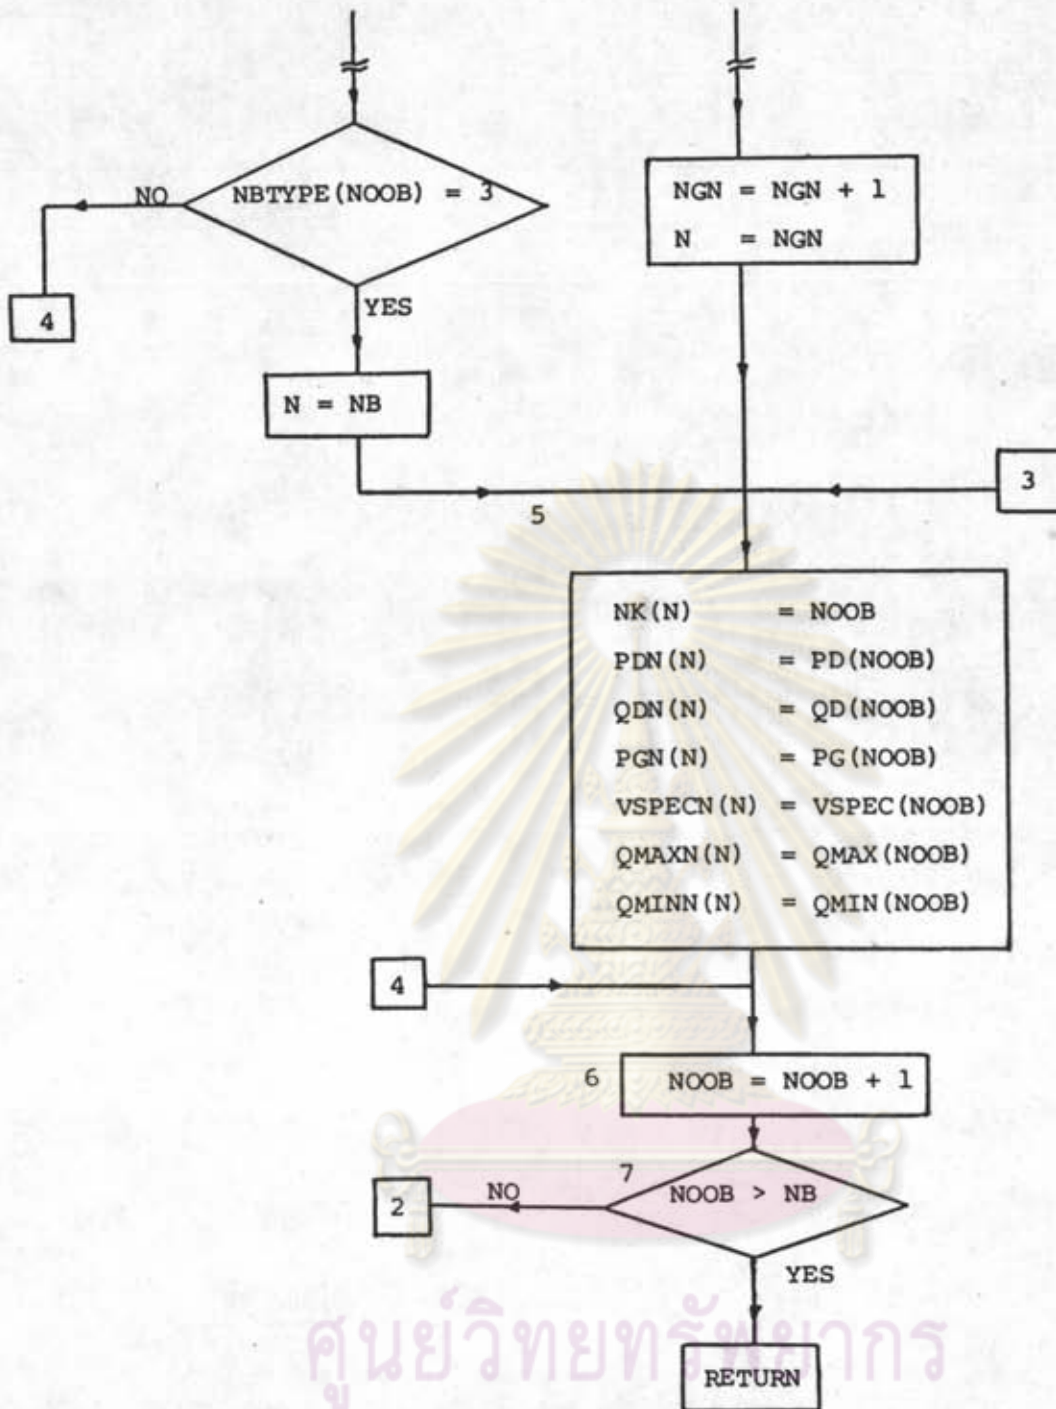 NBTYPE(NOOB) = 3
NO
YES
4
N = NB
NGN = NGN + 1
N = NGN
3
5
NK(N) = NOOB
PDN(N) = PD(NOOB)
QDN(N) = QD(NOOB)
PGN(N) = PG(NOOB)
VSPECN(N) = VSPEC(NOOB)
QMAXN(N) = QMAX(NOOB)
QMINN(N) = QMIN(NOOB)
4
6
NOOB = NOOB + 1
7
NOOB > NB
NO
2
YES
RETURN
ศูนย์วิทยทรัพยากร